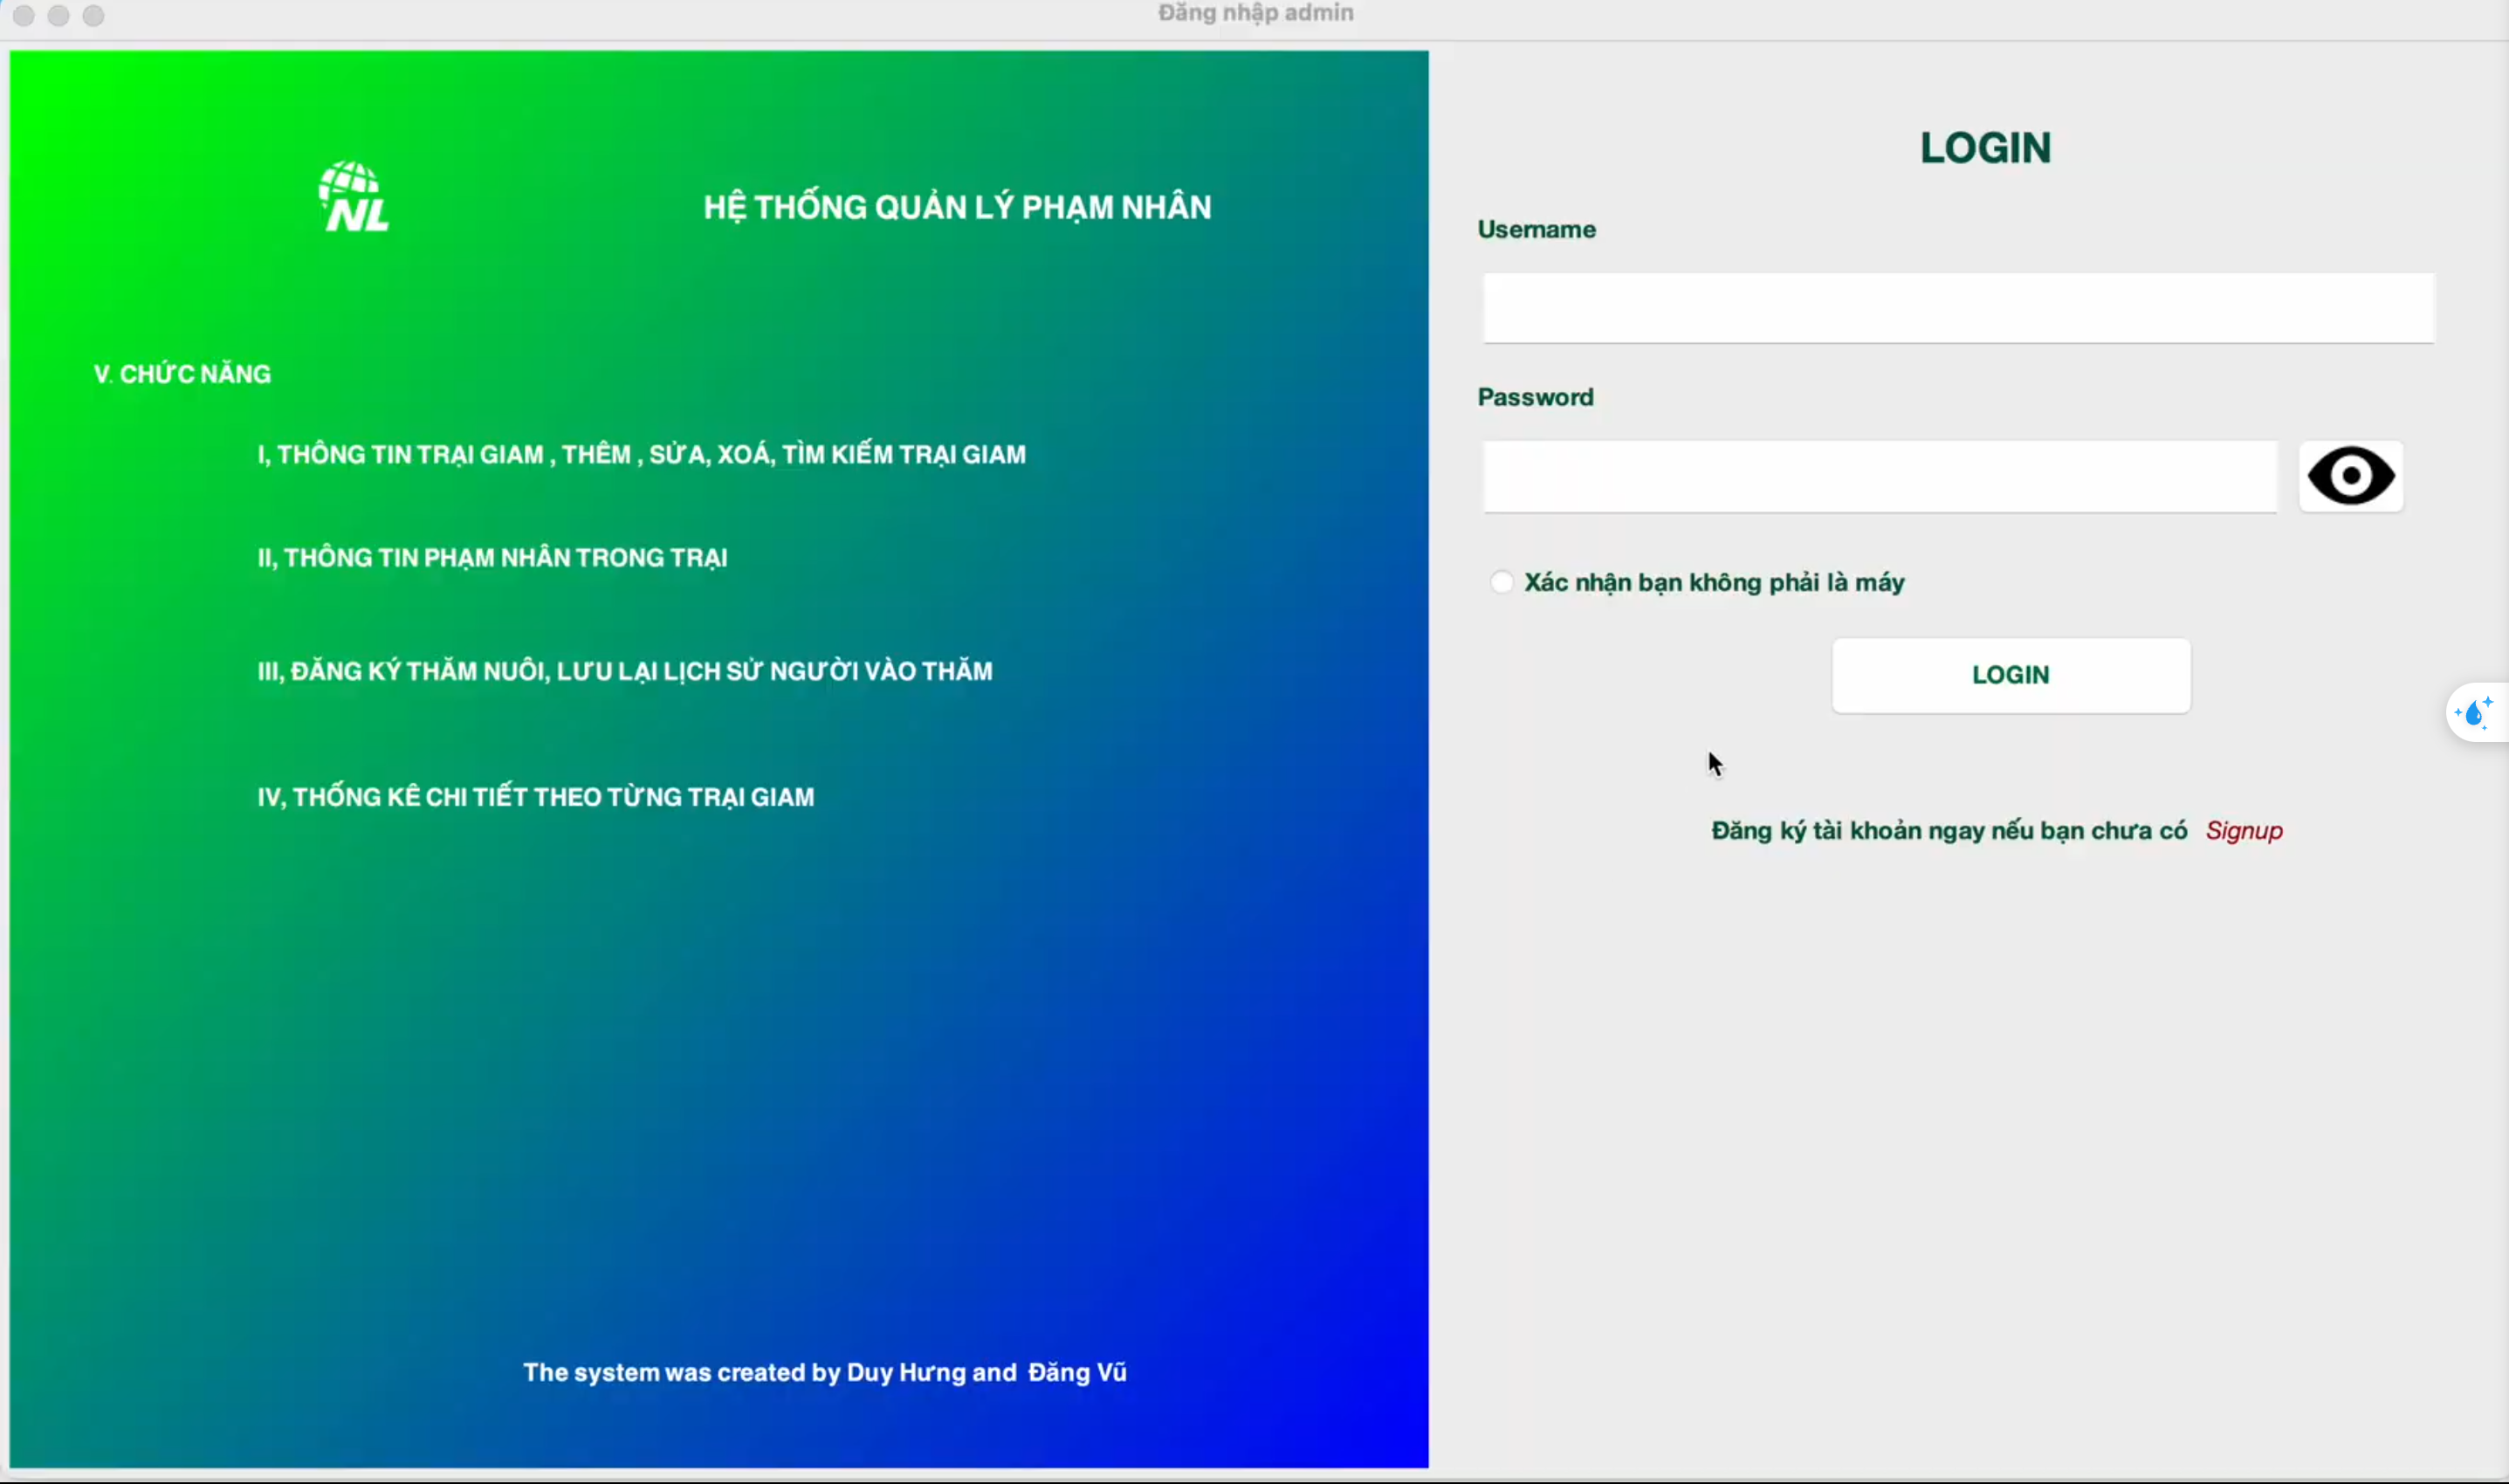 Đăng nhập admin
NL
HỆ THỐNG QUẢN LÝ PHẠM NHÂN
V. CHỨC NĂNG
I, THÔNG TIN TRẠI GIAM , THÊM , SỬA, XOÁ, TÌM KIẾM TRẠI GIAM
II, THÔNG TIN PHẠM NHÂN TRONG TRẠI
III, ĐĂNG KÝ THĂM NUÔI, LƯU LẠI LỊCH SỬ NGƯỜI VÀO THĂM
IV, THỐNG KÊ CHI TIẾT THEO TỪNG TRẠI GIAM
The system was created by Duy Hưng and Đăng Vũ
LOGIN
Username
Password
Xác nhận bạn không phải là máy
LOGIN
Đăng ký tài khoản ngay nếu bạn chưa có Signup